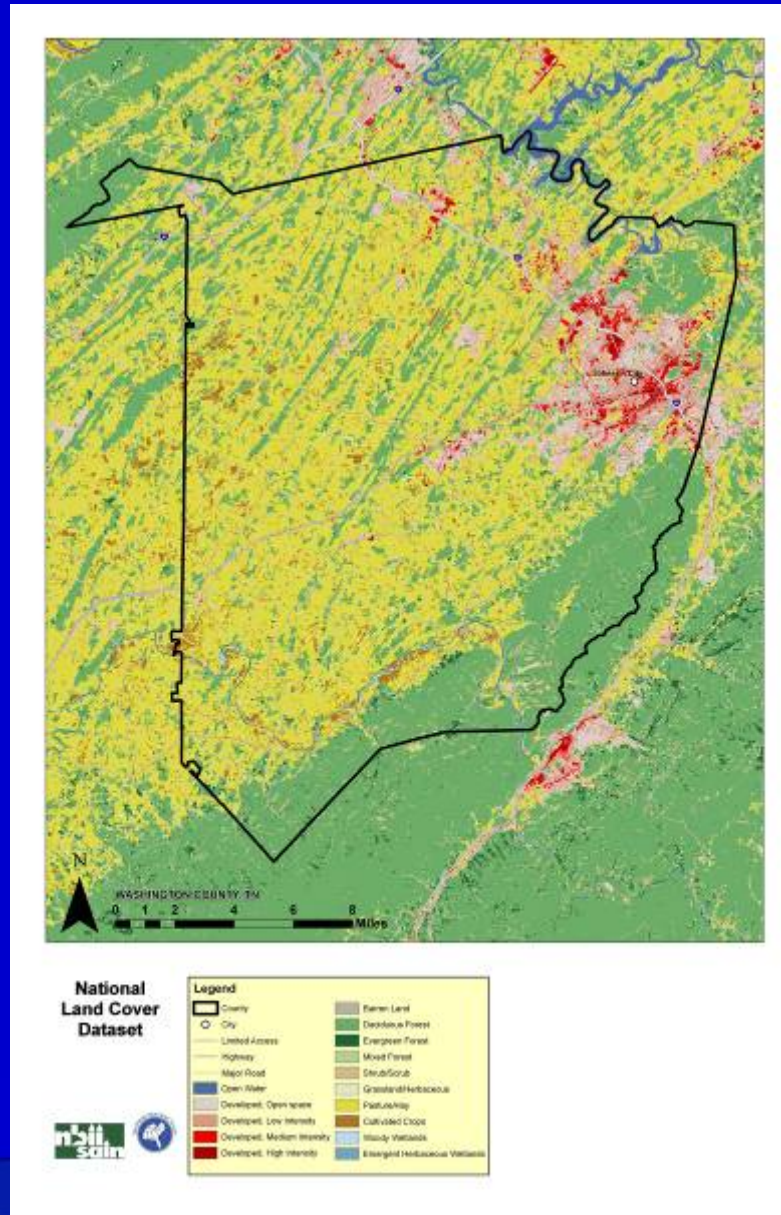 N
WASHINGTON COUNTY, TN
0 1 2 4 6 8
Miles
National
Land Cover
Dataset
Legend
County
City
Limited Access
Highway
Major Road
Open Water
Developed, Open space
Developed, Low Intensity
Developed, Medium Intensity
Developed, High Intensity
Barren Land
Deciduous Forest
Evergreen Forest
Mixed Forest
Shrub/Scrub
Grassland/Herbaceous
Pasture/Hay
Cultivated Crops
Woody Wetlands
Emergent Herbaceous Wetlands
nbii
sain